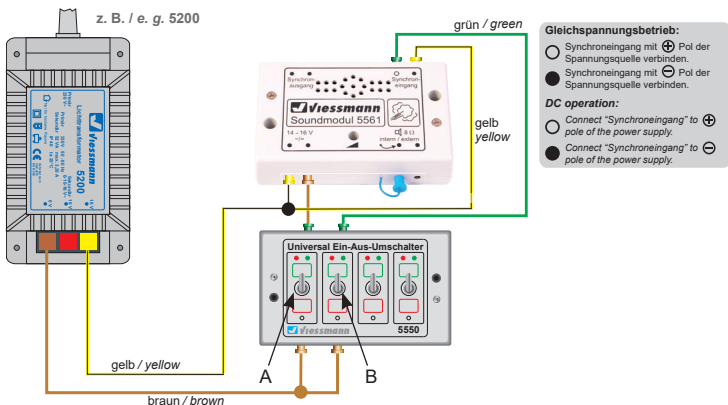 z. B. / e. g. 5200
grün / green
gelb
yellow
Gleichspannungsbetrieb:
Synchroneingang mit ⊕ Pol der
Spannungsquelle verbinden.
Synchroneingang mit ⊖ Pol der
Spannungsquelle verbinden.
DC operation:
Connect "Synchroneingang" to ⊕
pole of the power supply.
Connect "Synchroneingang" to ⊖
pole of the power supply.
Synchron-
ausgang
Synchron-
eingang
Viessmann
Soundmodul 5561
14 – 16 V
~/=
8 Ω
intern / extern
Viessmann
Lichttransformator
5200
Universal Ein-Aus-Umschalter
Viessmann
5550
A
B
gelb / yellow
braun / brown